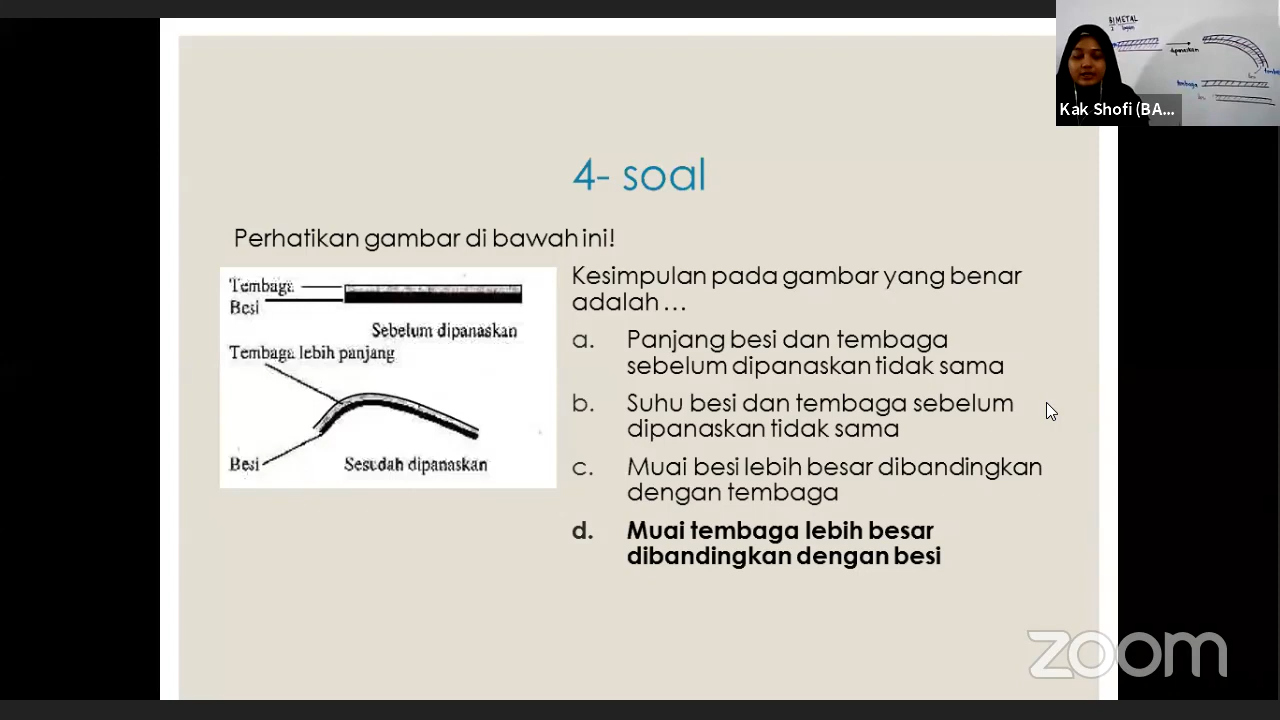 BIMETAL
2 logam
dipanaskan
tembaga
Kak Shofi (BA...
4- soal
Perhatikan gambar di bawah ini!
Tembaga
Besi
Sebelum dipanaskan
Tembaga lebih panjang
Besi
Sesudah dipanaskan
Kesimpulan pada gambar yang benar
adalah ...
a. Panjang besi dan tembaga
sebelum dipanaskan tidak sama
b. Suhu besi dan tembaga sebelum
dipanaskan tidak sama
c. Muai besi lebih besar dibandingkan
dengan tembaga
d. Muai tembaga lebih besar
dibandingkan dengan besi
zoom